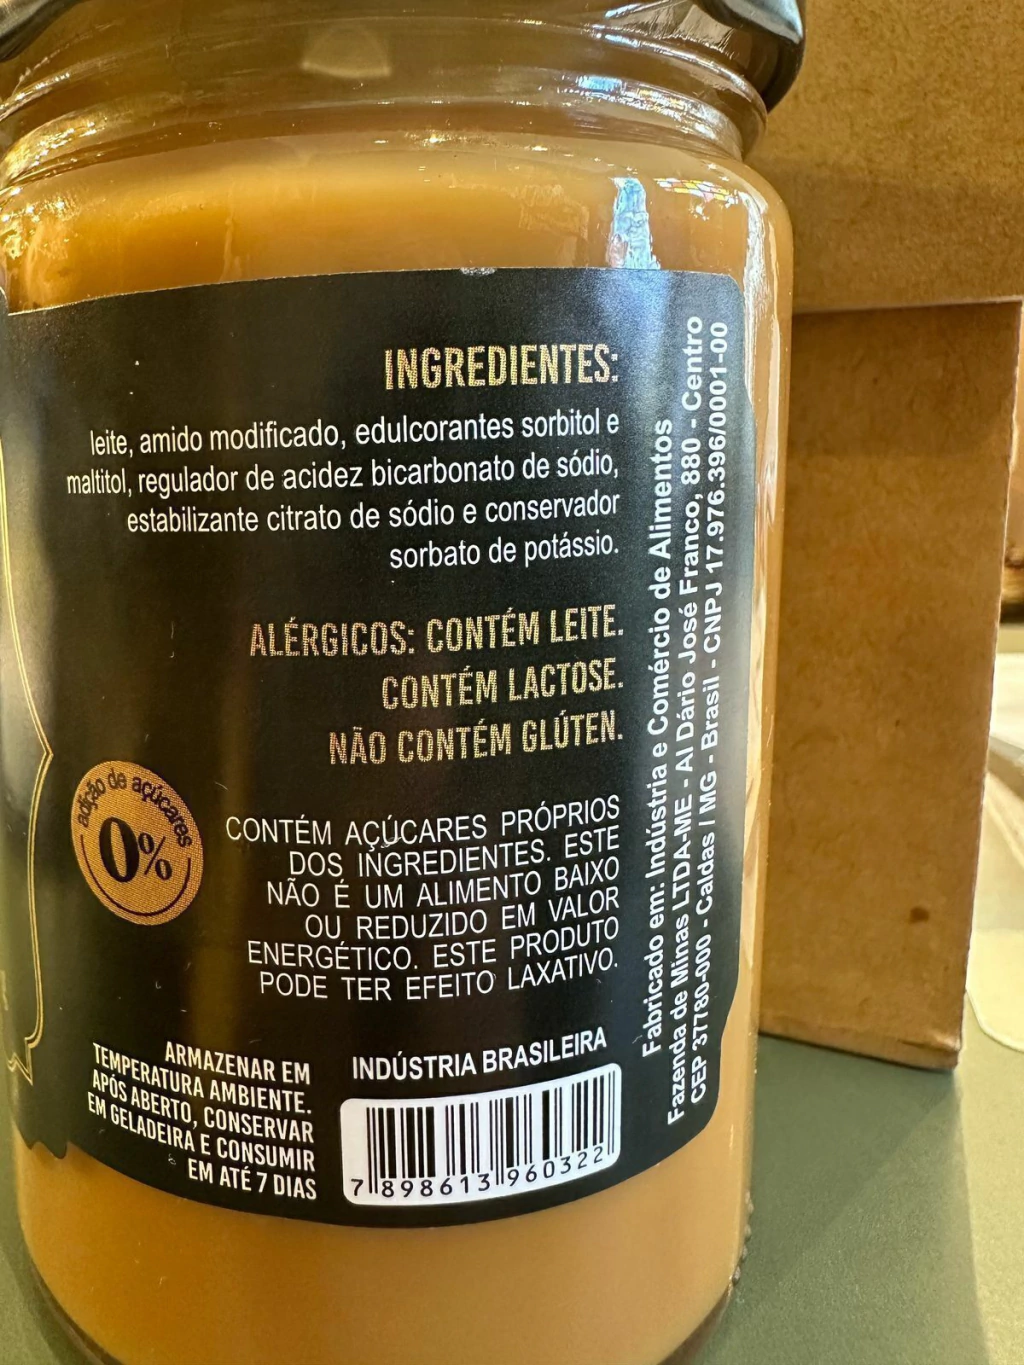 INGREDIENTES:
leite, amido modificado, edulcorantes sorbitol e
maltitol, regulador de acidez bicarbonato de sódio,
estabilizante citrato de sódio e conservador
sorbato de potássio.
ALÉRGICOS: CONTÉM LEITE.
CONTÉM LACTOSE.
NÃO CONTÉM GLÚTEN.
adição de açúcares
0%
CONTÉM AÇÚCARES PRÓPRIOS
DOS INGREDIENTES. ESTE
NÃO É UM ALIMENTO BAIXO
OU REDUZIDO EM VALOR
ENERGÉTICO. ESTE PRODUTO
PODE TER EFEITO LAXATIVO.
ARMAZENAR EM
TEMPERATURA AMBIENTE.
APÓS ABERTO, CONSERVAR
EM GELADEIRA E CONSUMIR
EM ATÉ 7 DIAS
INDÚSTRIA BRASILEIRA
7 898613 960322
Fabricado em: Indústria e Comércio de Alimentos
Fazenda de Minas LTDA-ME - Al Dário José Franco, 880 - Centro
CEP 37780-000 - Caldas / MG - Brasil - CNPJ 17.976.396/0001-00